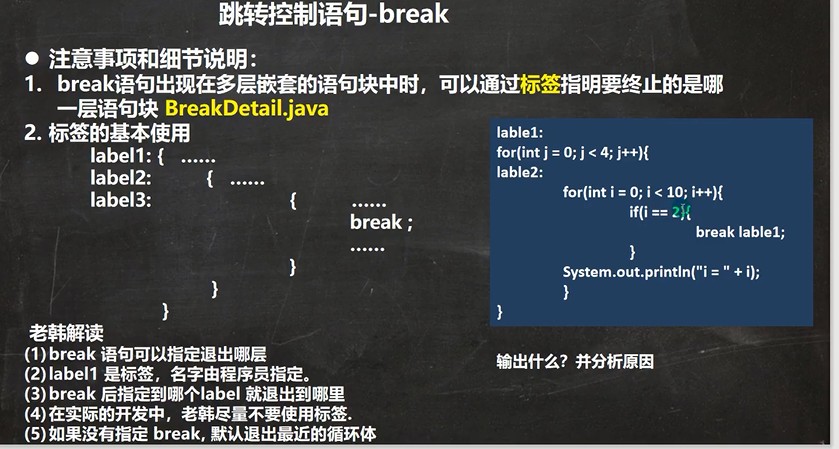 跳转控制语句-break
● 注意事项和细节说明：
1. break语句出现在多层嵌套的语句块中时，可以通过标签指明要终止的是哪
一层语句块 BreakDetail.java
2. 标签的基本使用
label1: { ……
label2: { ……
label3: { ……
break ;
……
}
}
}
老韩解读
(1) break 语句可以指定退出哪层
(2) label1 是标签，名字由程序员指定。
(3) break 后指定到哪个label 就退出到哪里
(4) 在实际的开发中，老韩尽量不要使用标签.
(5) 如果没有指定 break, 默认退出最近的循环体
lable1:
for(int j = 0; j < 4; j++){
lable2:
for(int i = 0; i < 10; i++){
if(i == 2){
break lable1;
}
System.out.println("i = " + i);
}
}
输出什么？并分析原因